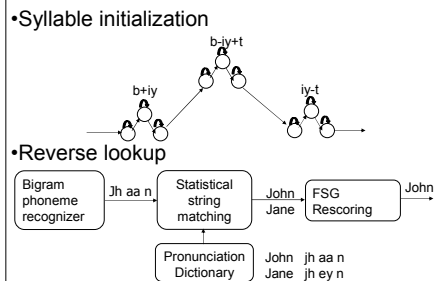 •Syllable initialization
b-iy+t
b+iy
iy-t
•Reverse lookup
Bigram
phoneme
recognizer
Jh aa n
Statistical
string
matching
John
Jane
FSG
Rescoring
John
Pronunciation
Dictionary
John jh aa n
Jane jh ey n